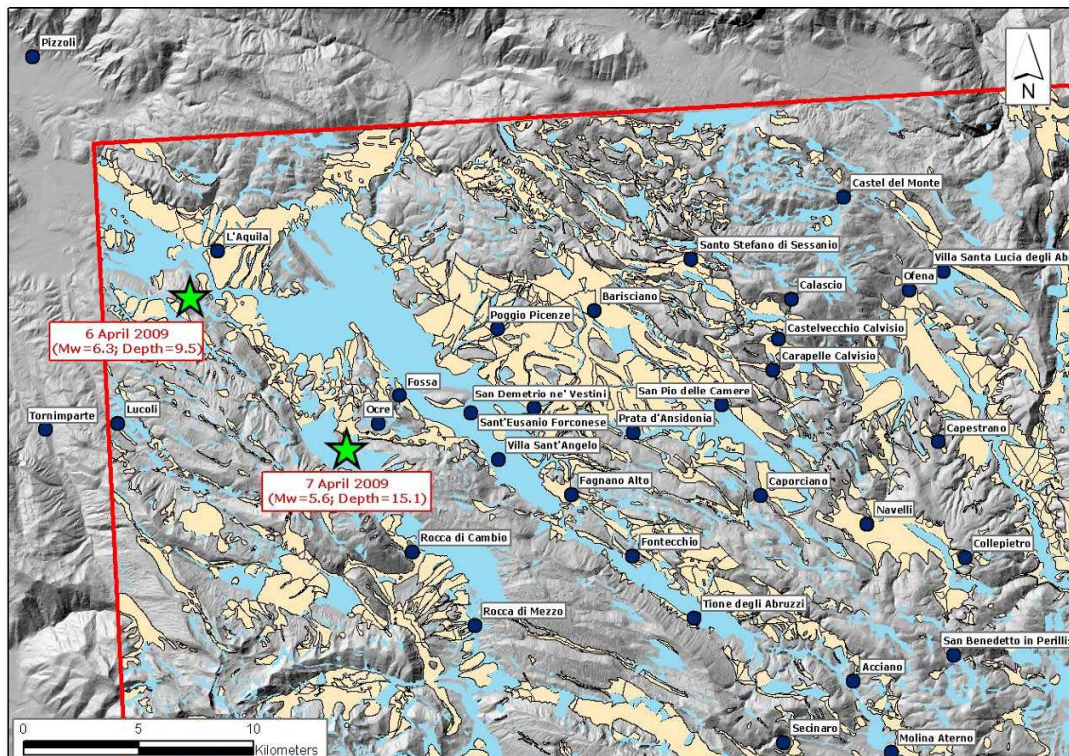 Pizzoli
N
Castel del Monte
L'Aquila
Santo Stefano di Sessanio
Villa Santa Lucia degli Ab
Ofena
Calascio
Barisciano
6 April 2009
(Mw=6.3; Depth=9.5)
Poggio Picenze
Castelvecchio Calvisio
Carapelle Calvisio
Fossa
San Demetrio ne' Vestini
San Pio delle Camere
Tornimparte
Lucoli
Ocre
Sant'Eusanio Forconese
Prata d'Ansidonia
Capestrano
Villa Sant'Angelo
7 April 2009
(Mw=5.6; Depth=15.1)
Fagnano Alto
Caporciano
Navelli
Rocca di Cambio
Fontecchio
Collepietro
Rocca di Mezzo
Tione degli Abruzzi
San Benedetto in Perillis
Acciano
0 5 10
Kilometers
Secinaro
Molina Aterno